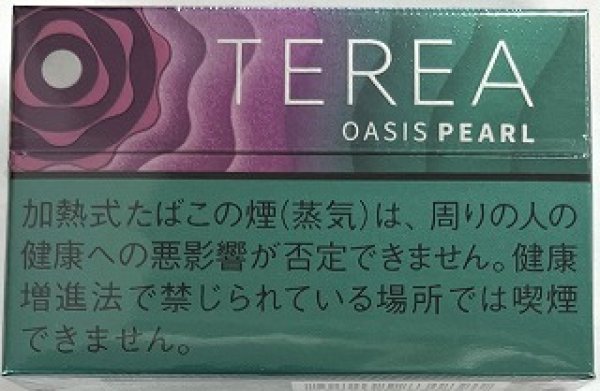 TEREA
OASIS PEARL
加熱式たばこの煙(蒸気)は、周りの人の
健康への悪影響が否定できません。健康
増進法で禁じられている場所では喫煙
できません。